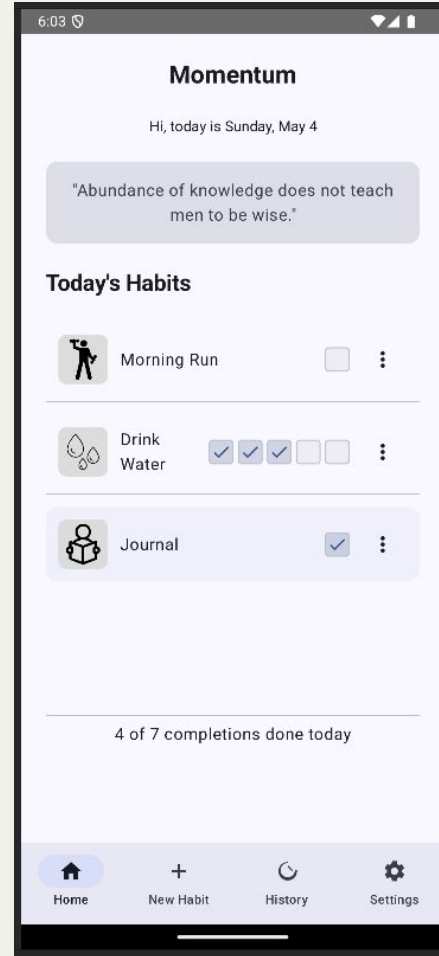 6:03
Momentum
Hi, today is Sunday, May 4
"Abundance of knowledge does not teach
men to be wise."
Today's Habits
Morning Run
Drink
Water
Journal
4 of 7 completions done today
Home New Habit History Settings